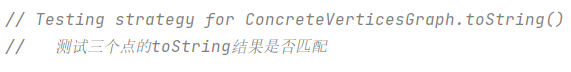 // Testing strategy for ConcreteVerticesGraph.toString()
//   测试三个点的toString结果是否匹配